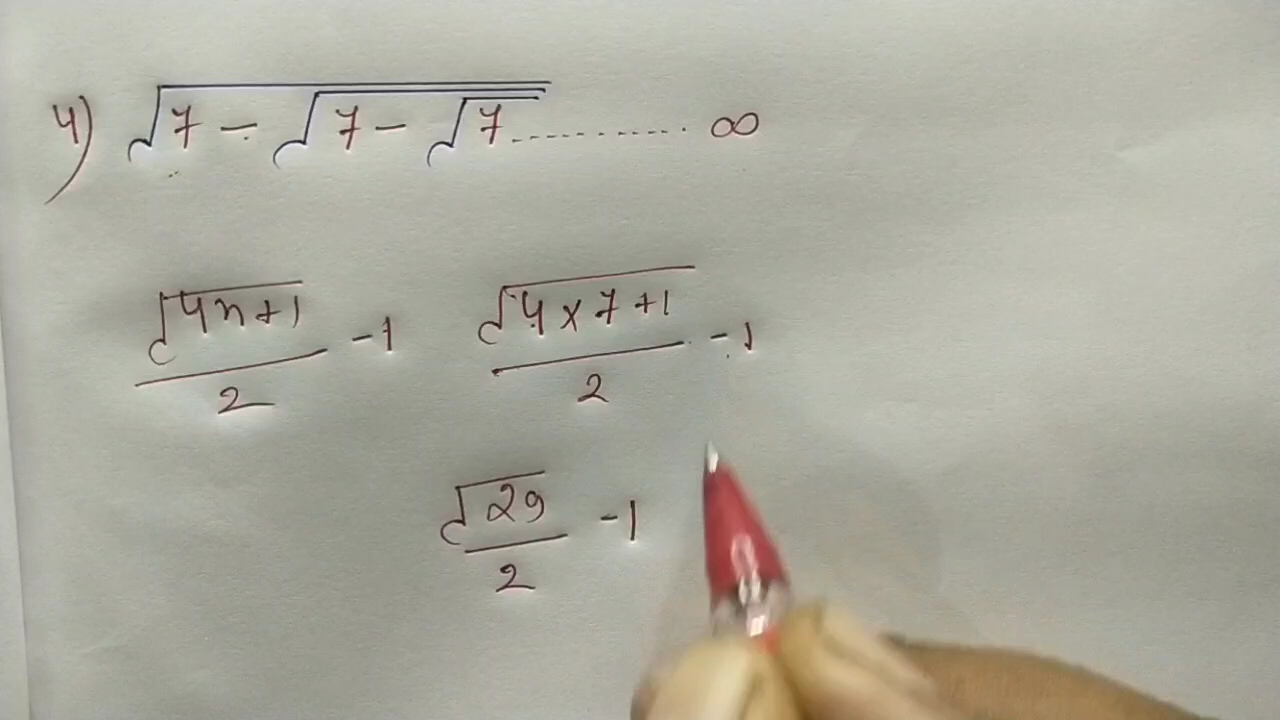 4) √7 - √7 - √7 ........... ∞
√4n+1 / 2 - 1   √4×7+1 / 2 - 1
√29 / 2 - 1